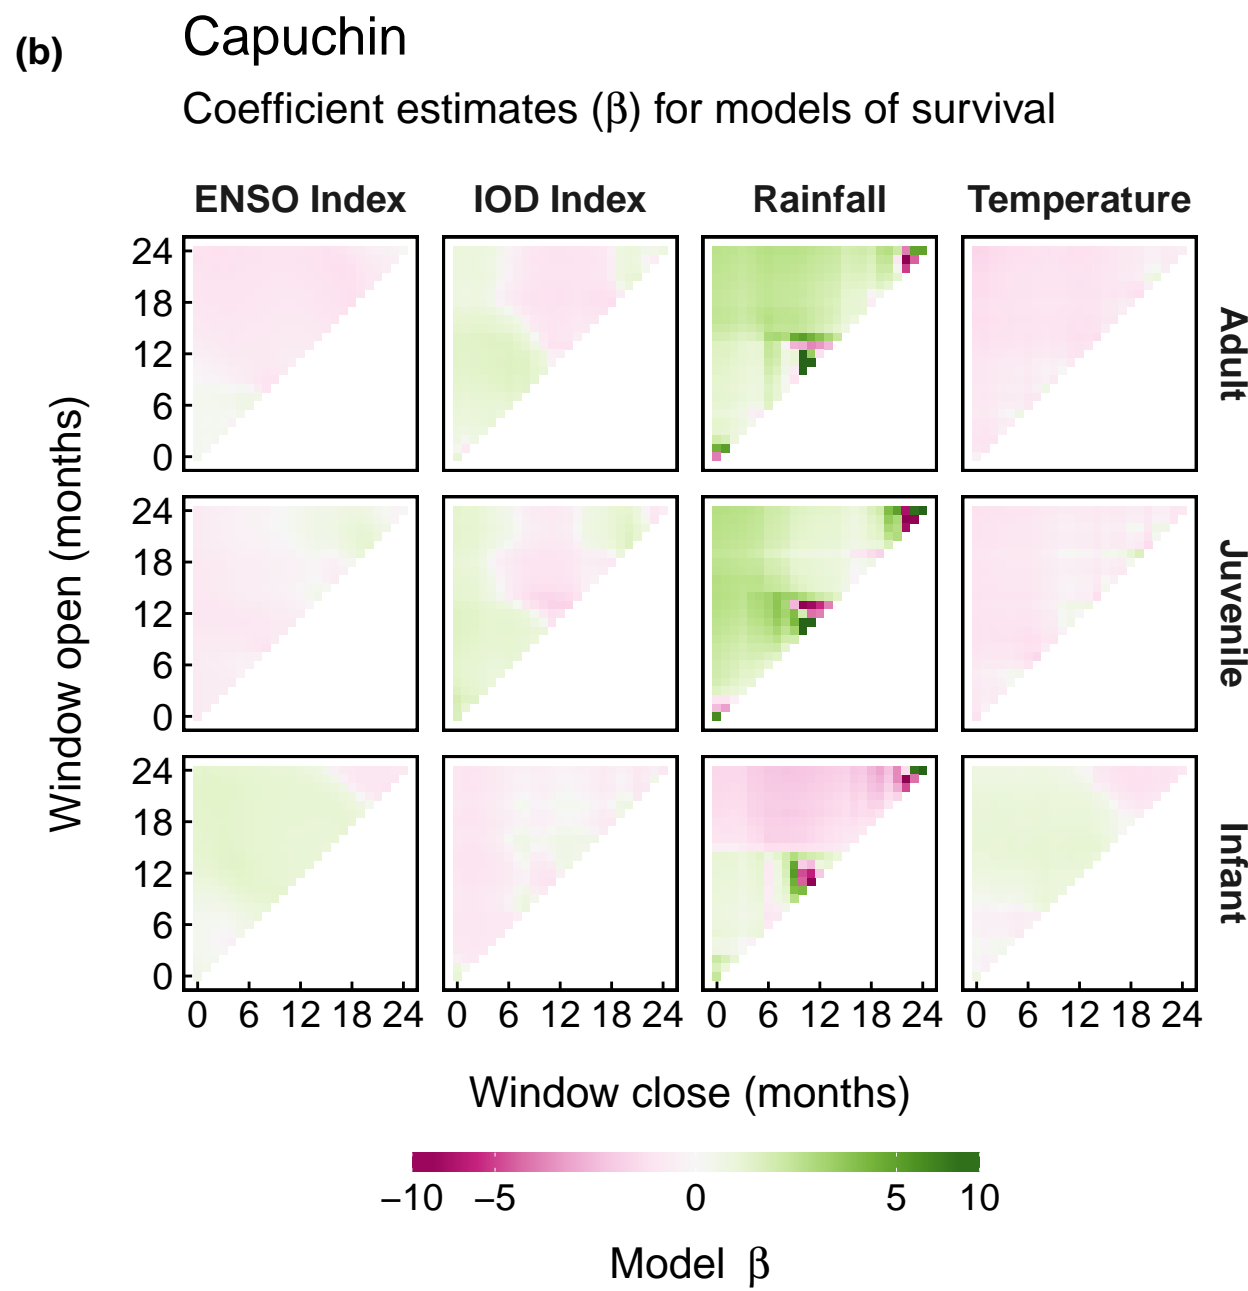 (b)
Capuchin
Coefficient estimates (β) for models of survival
ENSO Index IOD Index Rainfall Temperature
24
18
12
6
0
Adult
24
18
12
6
0
Juvenile
24
18
12
6
0
Infant
Window open (months)
0 6 12 18 24 0 6 12 18 24 0 6 12 18 24 0 6 12 18 24
Window close (months)
−10 −5 0 5 10
Model β